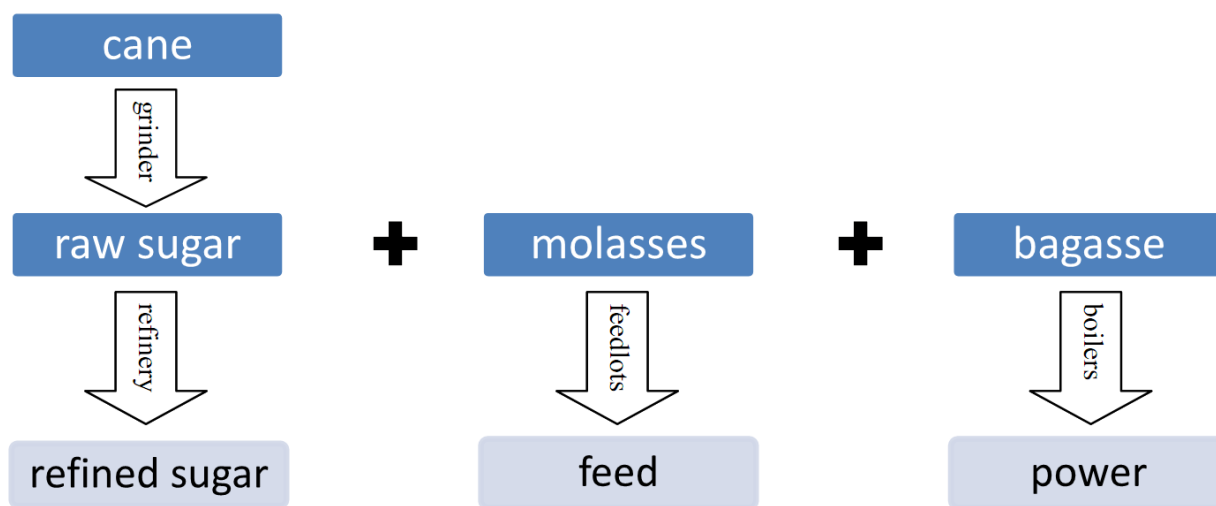 cane
grinder
raw sugar + molasses + bagasse
refinery feedlots boilers
refined sugar feed power